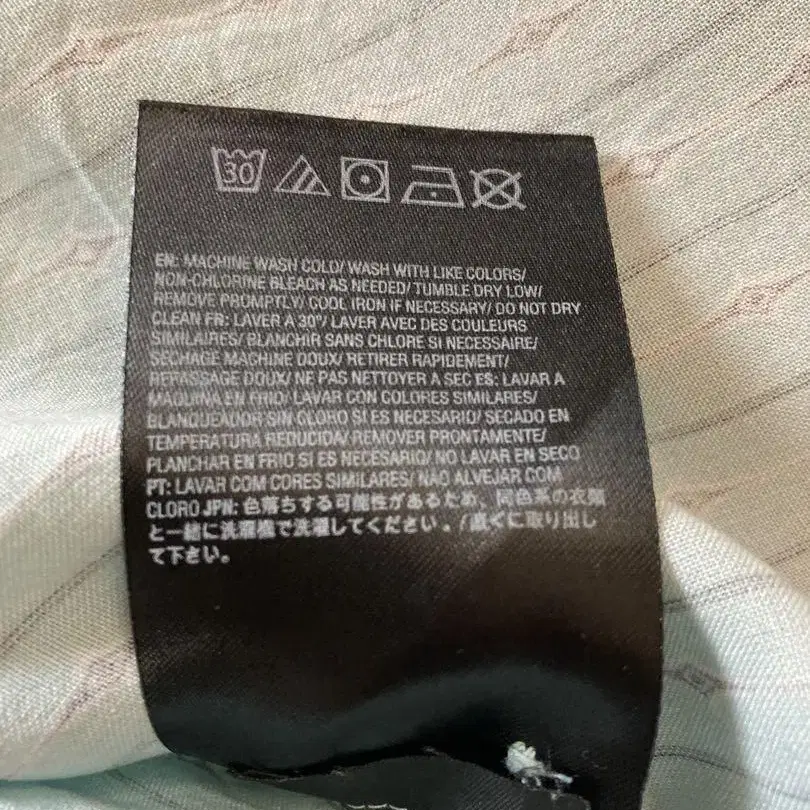 30
EN: MACHINE WASH COLD/ WASH WITH LIKE COLORS/
NON-CHLORINE BLEACH AS NEEDED/ TUMBLE DRY LOW/
REMOVE PROMPTLY/ COOL IRON IF NECESSARY/ DO NOT DRY
CLEAN FR: LAVER A 30°/ LAVER AVEC DES COULEURS
SIMILAIRES/ BLANCHIR SANS CHLORE SI NECESSAIRE/
SECHAGE MACHINE DOUX/ RETIRER RAPIDEMENT/
REPASSAGE DOUX/ NE PAS NETTOYER A SEC ES: LAVAR A
MAQUINA EN FRIO/ LAVAR CON COLORES SIMILARES/
BLANQUEADOR SIN CLORO SI ES NECESARIO/ SECADO EN
TEMPERATURA REDUCIDA/ REMOVER PRONTAMENTE/
PLANCHAR EN FRIO SI ES NECESARIO/ NO LAVAR EN SECO
PT: LAVAR COM CORES SIMILARES/ NÃO ALVEJAR COM
CLORO JPN: 色落ちする可能性があるため、同色系の衣類
と一緒に洗濯機で洗濯してください。/直ぐに取り出し
て下さい。